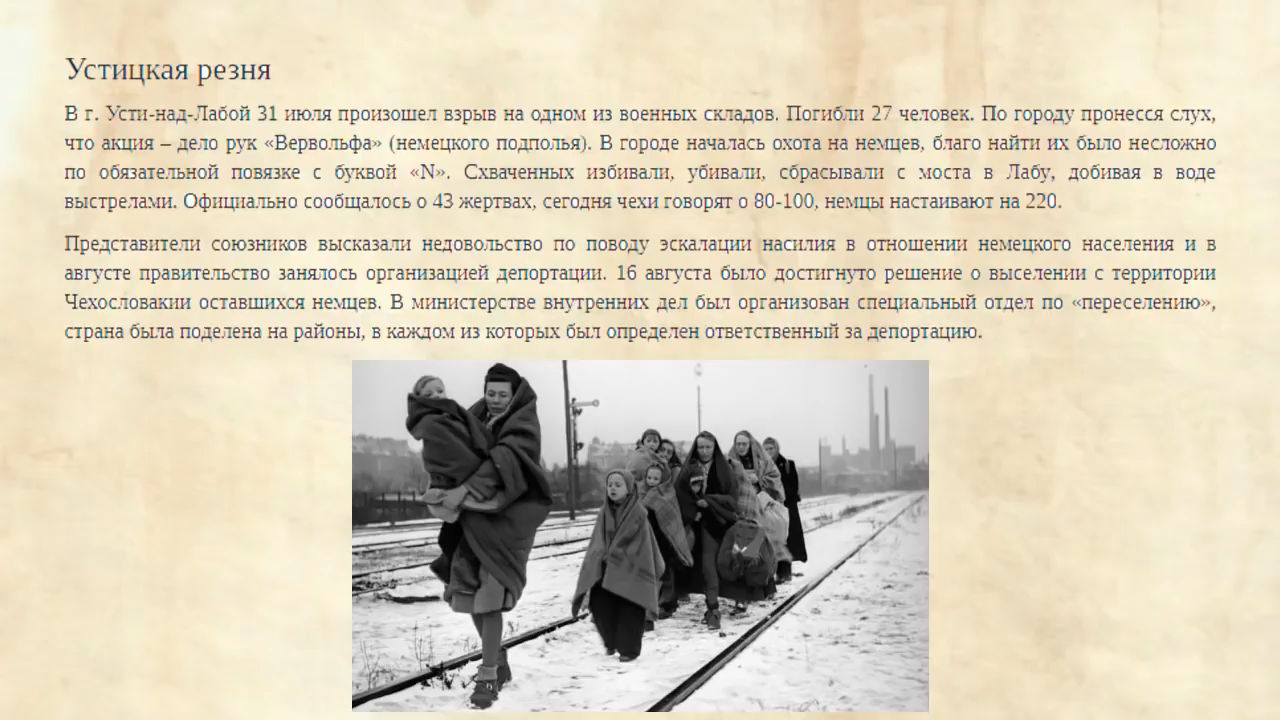 Устицкая резня
В г. Усти-над-Лабой 31 июля произошел взрыв на одном из военных складов. Погибли 27 человек. По городу пронесся слух,
что акция – дело рук «Вервольфа» (немецкого подполья). В городе началась охота на немцев, благо найти их было несложно
по обязательной повязке с буквой «N». Схваченных избивали, убивали, сбрасывали с моста в Лабу, добивая в воде
выстрелами. Официально сообщалось о 43 жертвах, сегодня чехи говорят о 80-100, немцы настаивают на 220.
Представители союзников высказали недовольство по поводу эскалации насилия в отношении немецкого населения и в
августе правительство занялось организацией депортации. 16 августа было достигнуто решение о выселении с территории
Чехословакии оставшихся немцев. В министерстве внутренних дел был организован специальный отдел по «переселению»,
страна была поделена на районы, в каждом из которых был определен ответственный за депортацию.